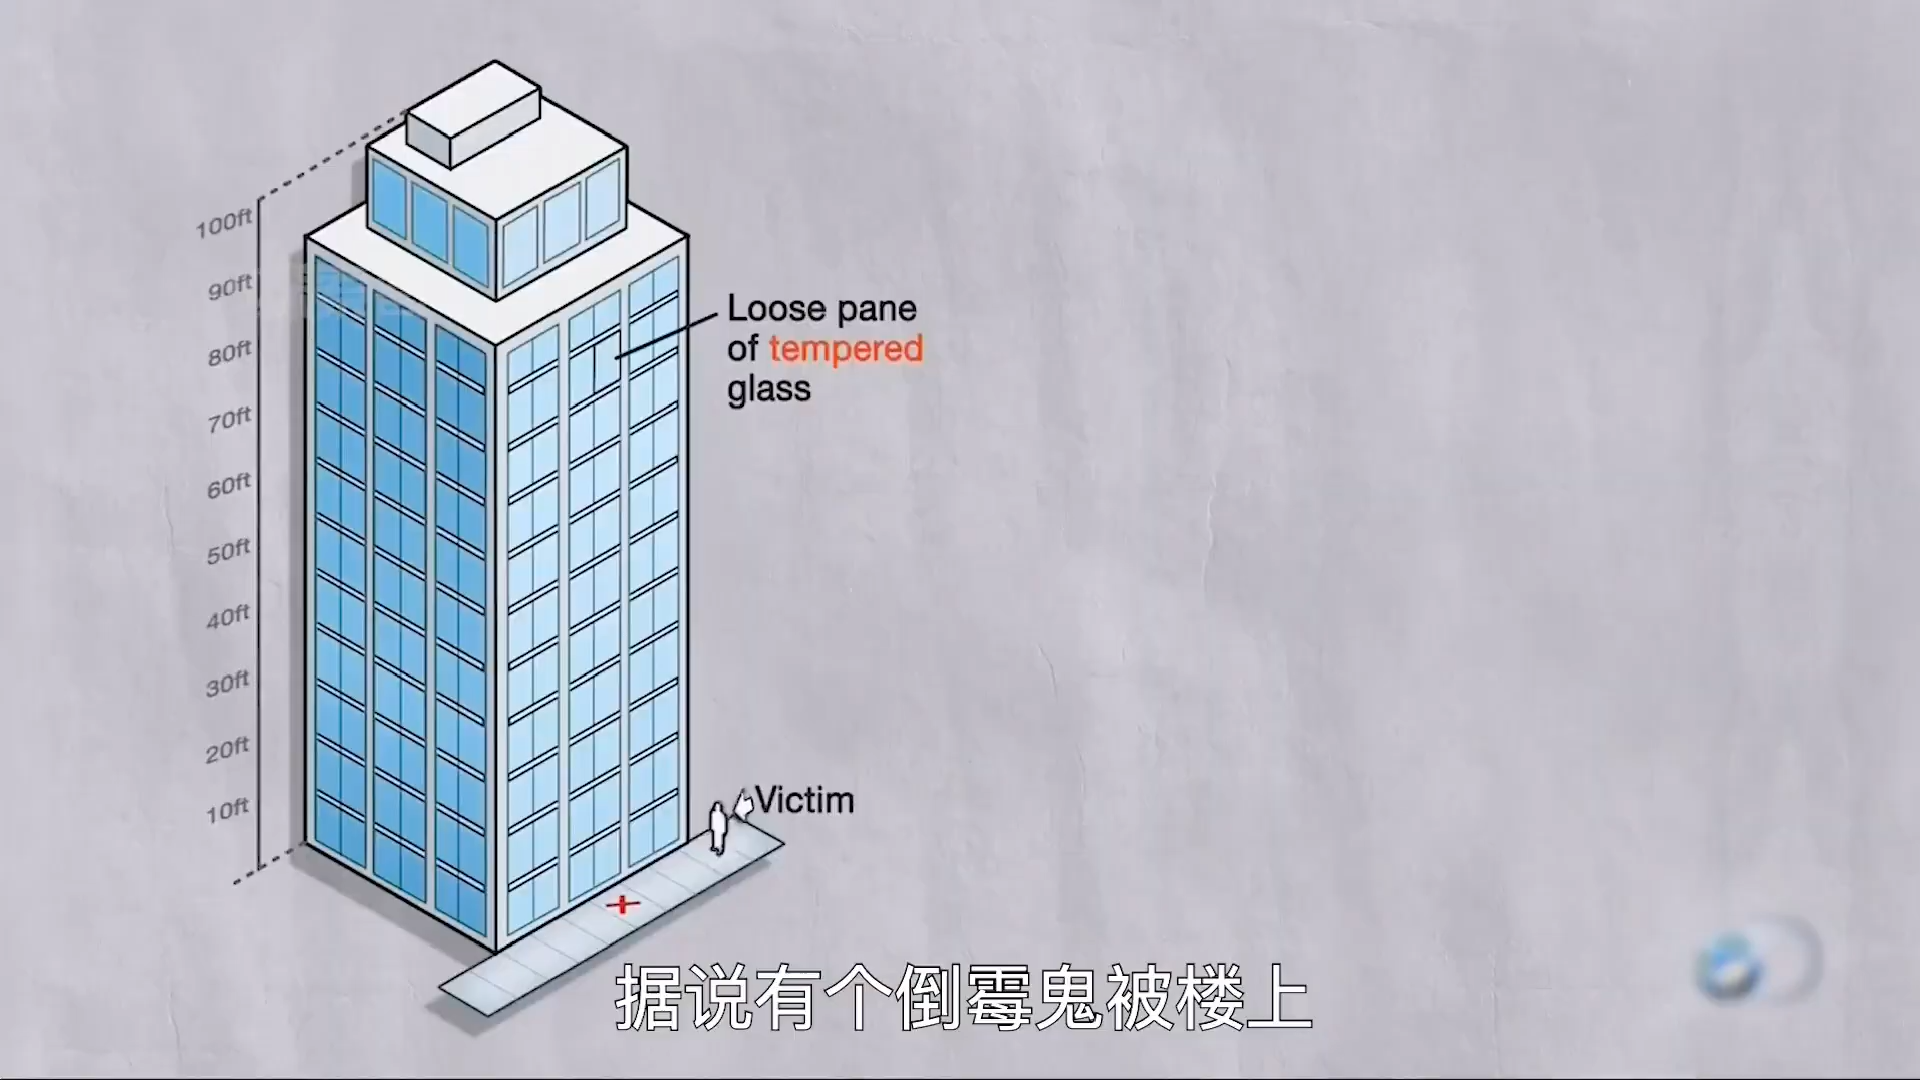 100ft
90ft
80ft
70ft
60ft
50ft
40ft
30ft
20ft
10ft
Loose pane
of tempered
glass
Victim
据说有个倒霉鬼被楼上